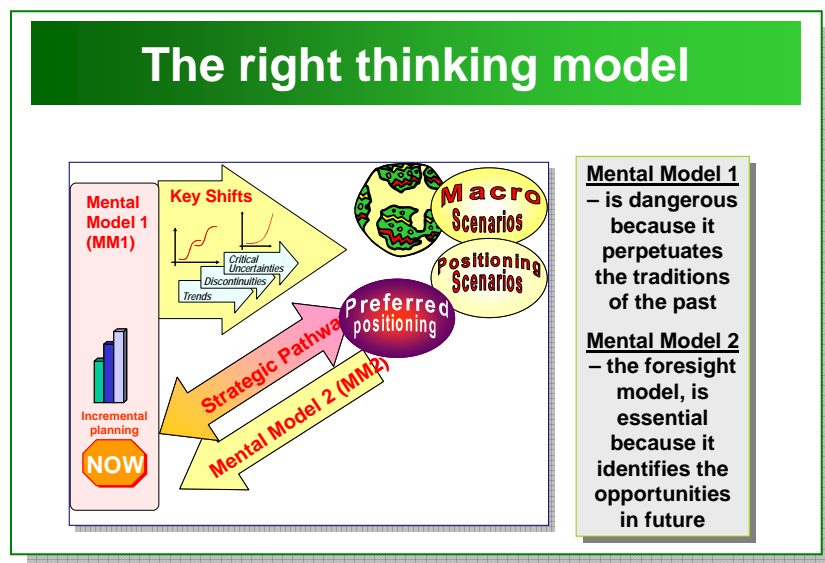 The right thinking model
Mental
Model 1
(MM1)
Incremental
planning
NOW
Key Shifts
Critical
Uncertainties
Discontinuities
Trends
Macro
Scenarios
Positioning
Scenarios
Preferred
positioning
Strategic Pathwa
Mental Model 2 (MM2)
Mental Model 1
– is dangerous
because it
perpetuates
the traditions
of the past
Mental Model 2
– the foresight
model, is
essential
because it
identifies the
opportunities
in future